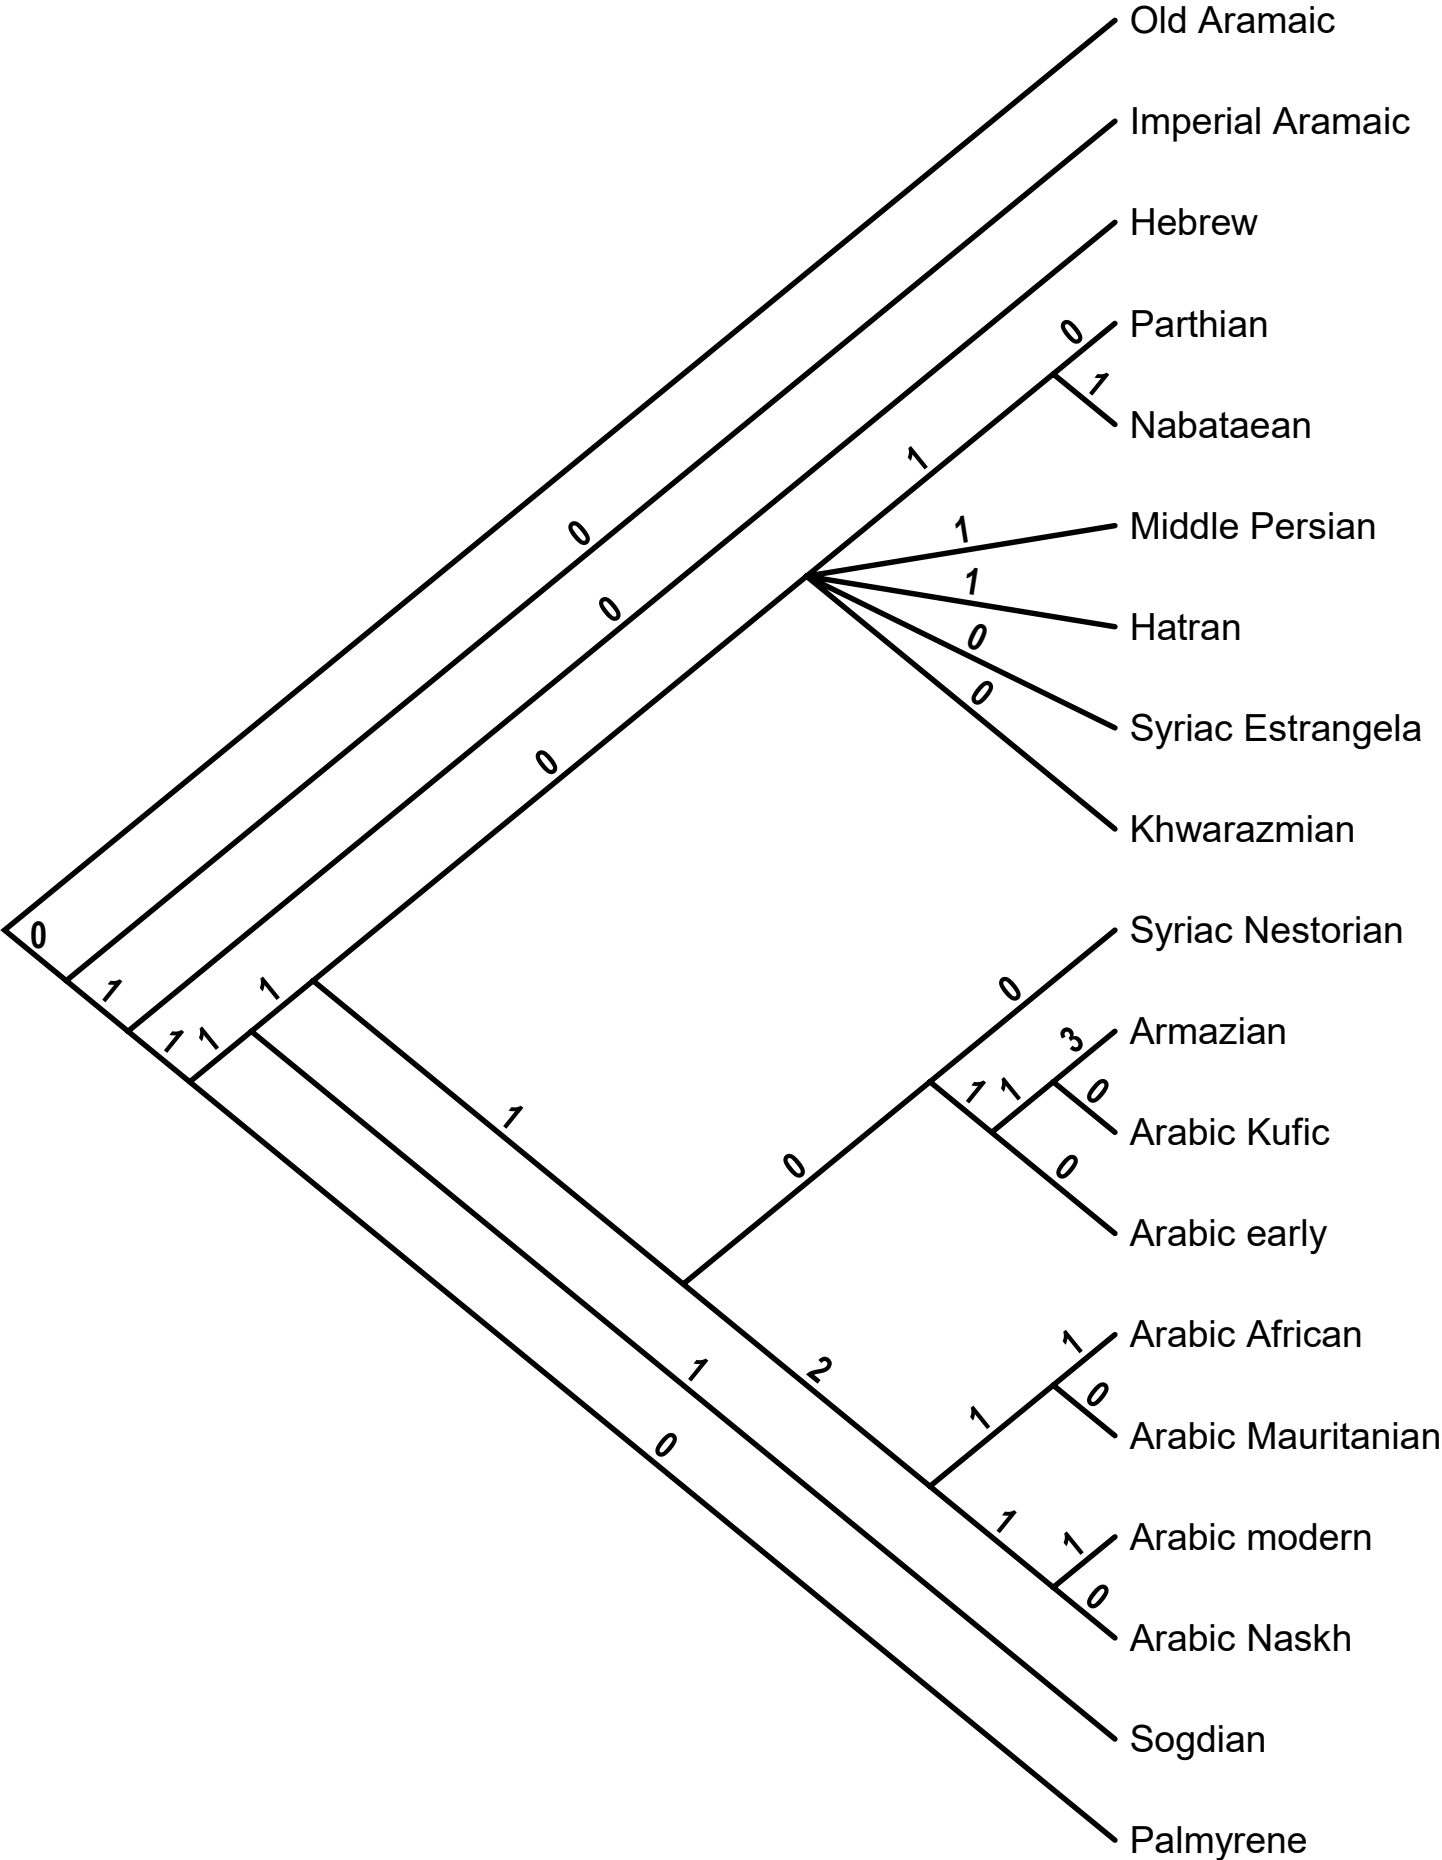 Old Aramaic
Imperial Aramaic
Hebrew
0
Parthian
1
Nabataean
1
1
Middle Persian
0
1
Hatran
0
0
Syriac Estrangela
0
0
Khwarazmian
0
Syriac Nestorian
1
1
0
3
Armazian
1
1
1
1
0
Arabic Kufic
1
0
0
Arabic early
1
Arabic African
2
1
0
1
Arabic Mauritanian
0
1
1
Arabic modern
0
Arabic Naskh
Sogdian
Palmyrene